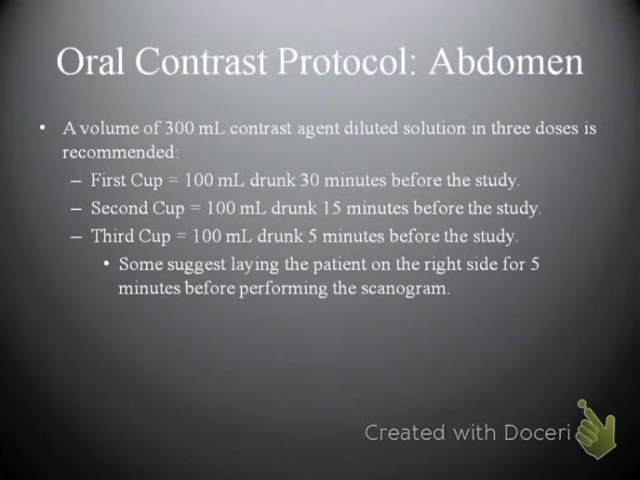 Oral Contrast Protocol: Abdomen
• A volume of 300 mL contrast agent diluted solution in three doses is
recommended:
– First Cup = 100 mL drunk 30 minutes before the study.
– Second Cup = 100 mL drunk 15 minutes before the study.
– Third Cup = 100 mL drunk 5 minutes before the study.
• Some suggest laying the patient on the right side for 5
minutes before performing the scanogram.
Created with Doceri